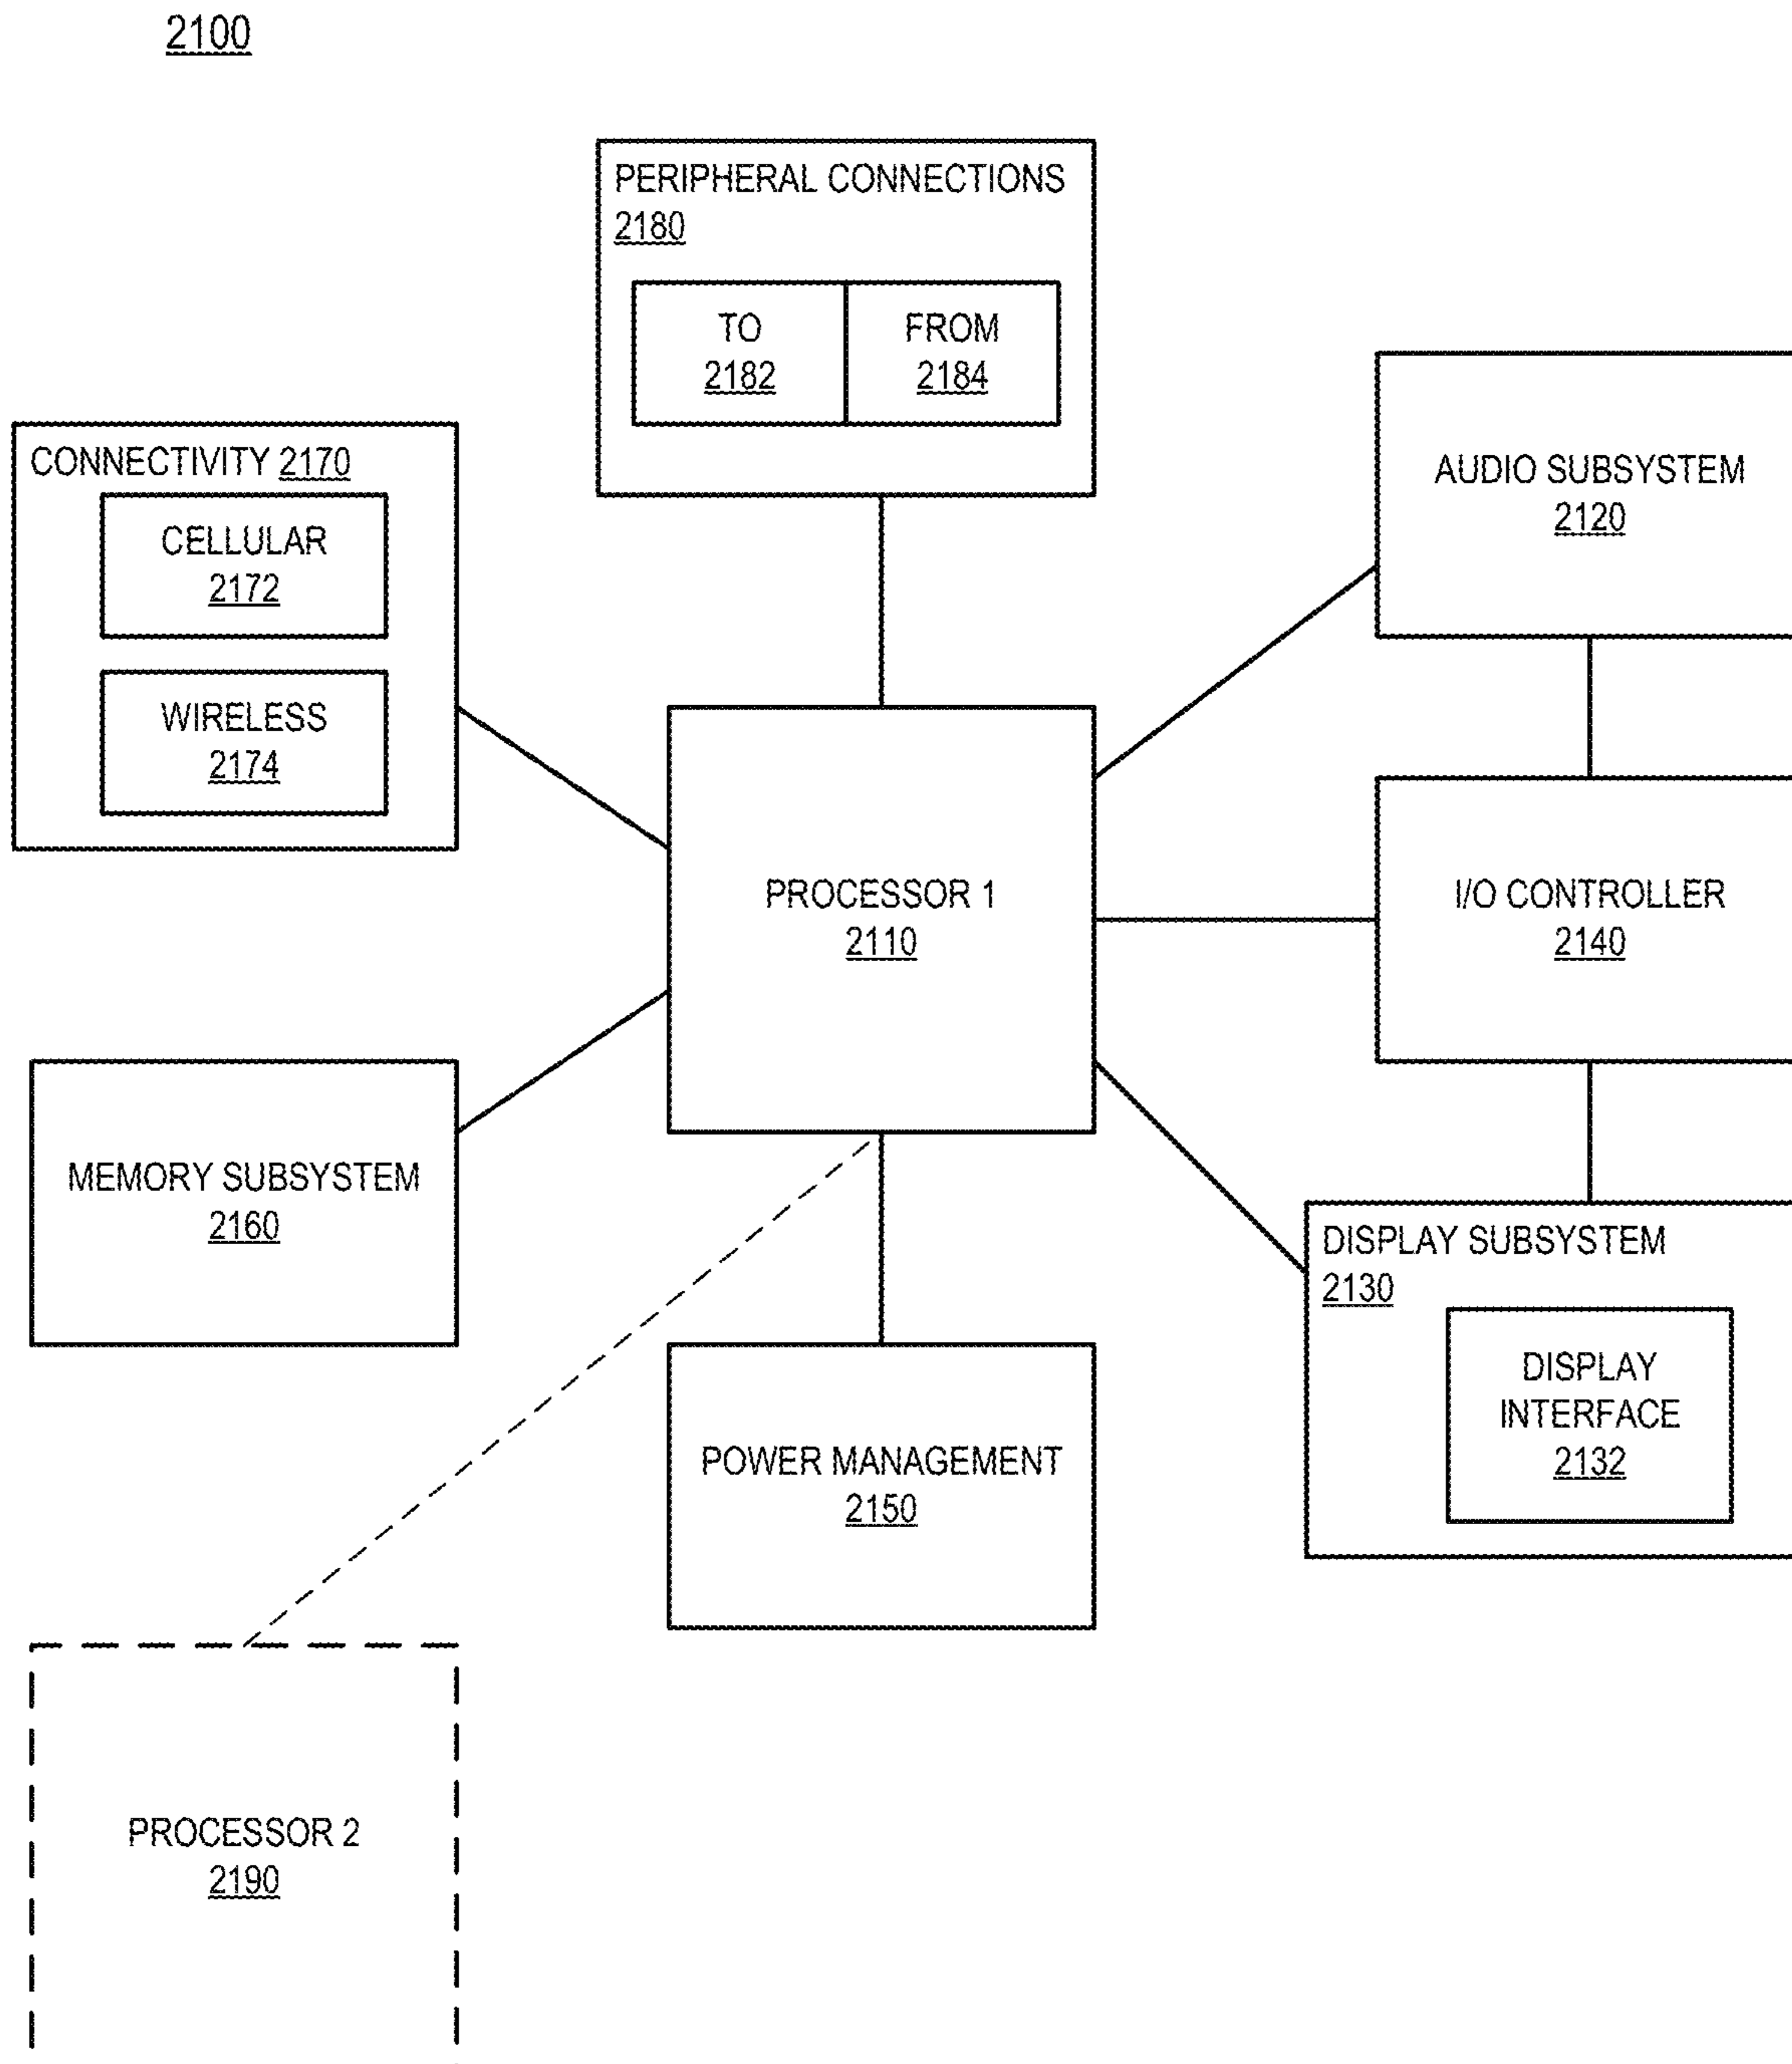 2100
PERIPHERAL CONNECTIONS
2180
TO
2182
FROM
2184
CONNECTIVITY 2170
CELLULAR
2172
WIRELESS
2174
AUDIO SUBSYSTEM
2120
PROCESSOR 1
2110
I/O CONTROLLER
2140
MEMORY SUBSYSTEM
2160
DISPLAY SUBSYSTEM
2130
DISPLAY
INTERFACE
2132
POWER MANAGEMENT
2150
PROCESSOR 2
2190